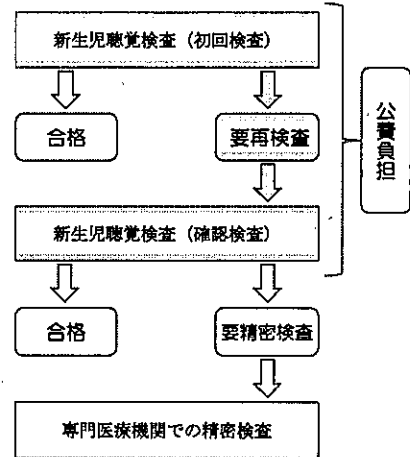 新生児聴覚検査（初回検査）
合格
要再検査
新生児聴覚検査（確認検査）
合格
要精密検査
専門医療機関での精密検査
公費負担